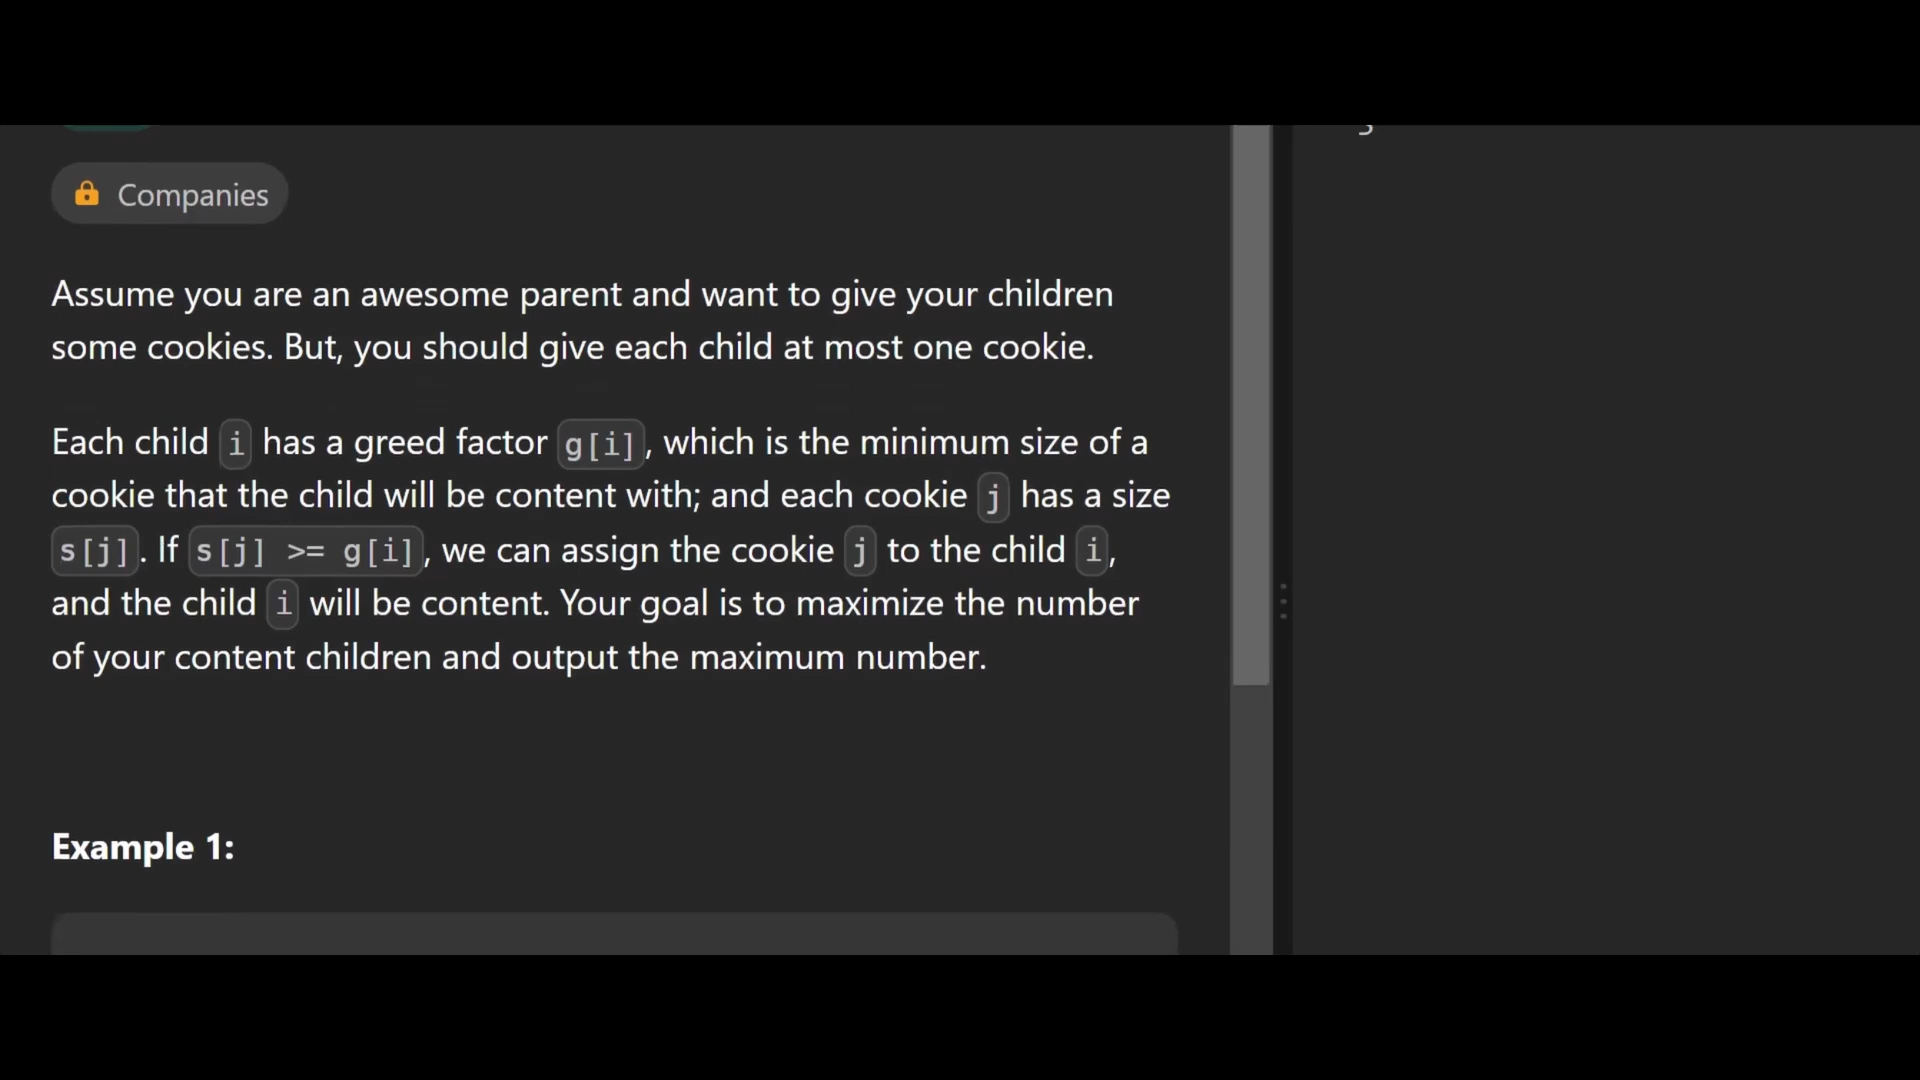 Companies
Assume you are an awesome parent and want to give your children
some cookies. But, you should give each child at most one cookie.
Each child i has a greed factor g[i], which is the minimum size of a
cookie that the child will be content with; and each cookie j has a size
s[j]. If s[j] >= g[i], we can assign the cookie j to the child i,
and the child i will be content. Your goal is to maximize the number
of your content children and output the maximum number.
Example 1: